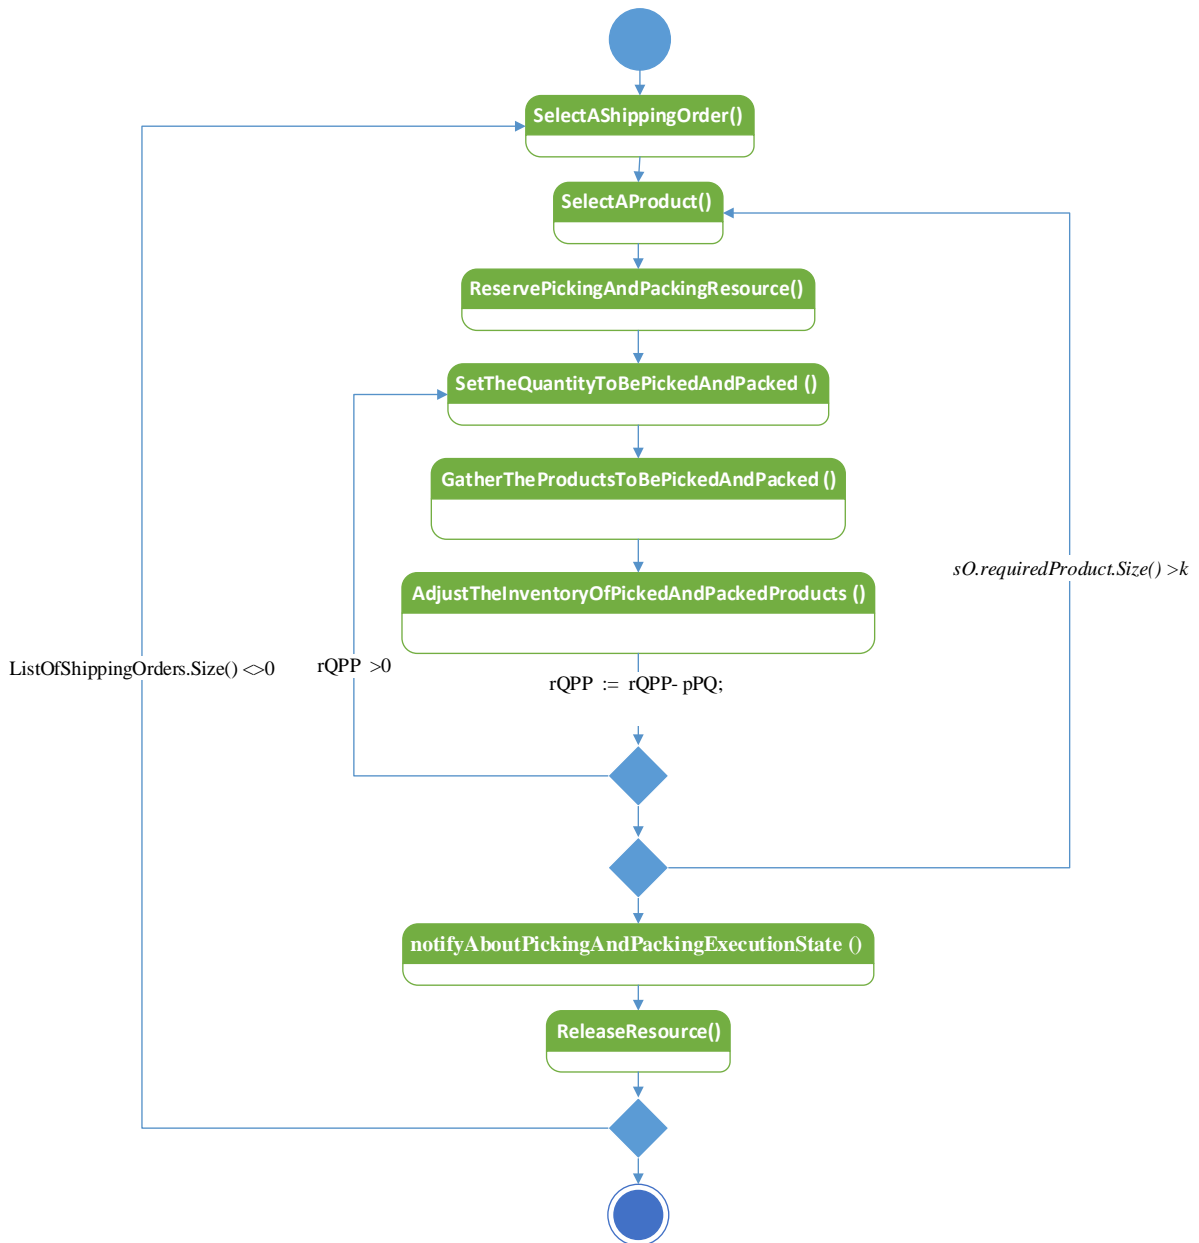 SelectAShippingOrder()
SelectAProduct()
ReservePickingAndPackingResource()
SetTheQuantityToBePickedAndPacked ()
GatherTheProductsToBePickedAndPacked ()
sO.requiredProduct.Size() >k
AdjustTheInventoryOfPickedAndPackedProducts ()
ListOfShippingOrders.Size() <>0
rQPP >0
rQPP := rQPP- pPQ;
notifyAboutPickingAndPackingExecutionState ()
ReleaseResource()